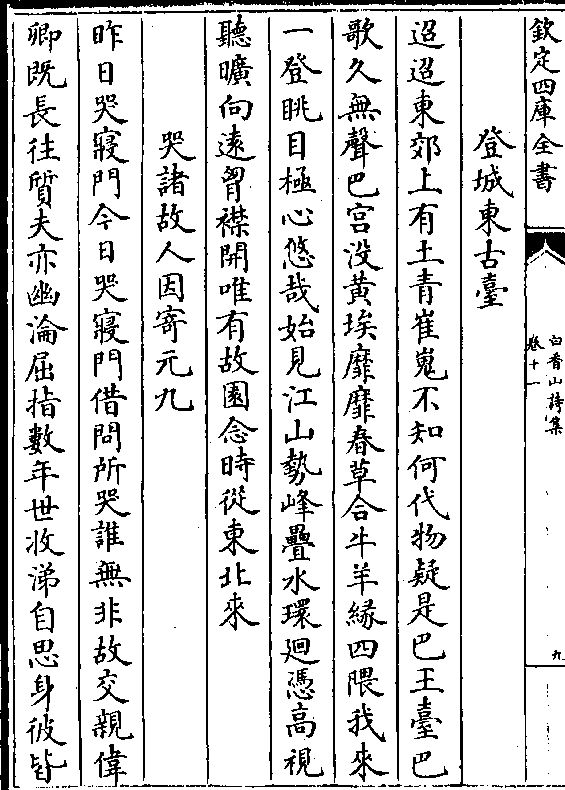 欽定四庫全書
白香山詩集
卷十一
九
登城東古臺
迢迢東郊上有土青崔嵬不知何代物疑是巴王臺巴
歌久無聲巴宮没黄埃靡靡春草合牛羊縁四隈我來
一登眺目極心悠哉始見江山勢峰疊水環廻憑高視
聽曠向遠胷襟開唯有故園念時從東北來
哭諸故人因寄元九
昨日哭寢門今日哭寢門借問所哭誰無非故交親偉
卿既長往質夫亦幽淪屈指數年世收涕自思身彼皆